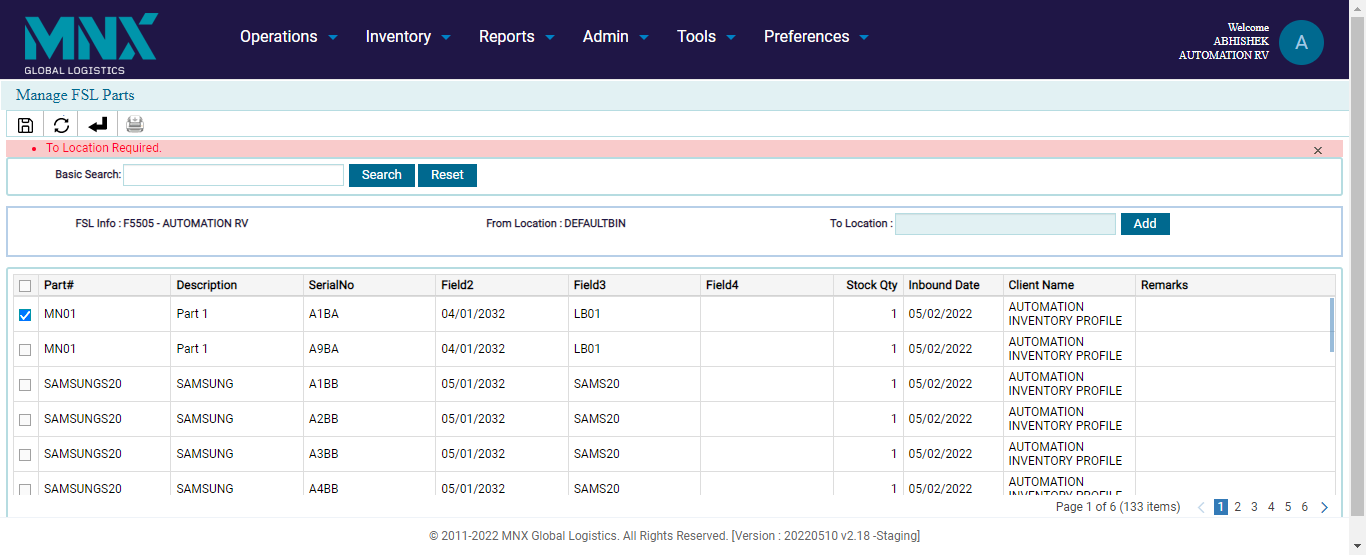 MNX
GLOBAL LOGISTICS
Operations Inventory Reports Admin Tools Preferences
Welcome
ABHISHEK
AUTOMATION RV
A
Manage FSL Parts
To Location Required.
Basic Search: Search Reset
FSL Info : F5505 - AUTOMATION RV From Location : DEFAULTBIN To Location : Add
Part# Description SerialNo Field2 Field3 Field4 Stock Qty Inbound Date Client Name Remarks
MN01 Part 1 A1BA 04/01/2032 LB01 1 05/02/2022 AUTOMATION
INVENTORY PROFILE
MN01 Part 1 A9BA 04/01/2032 LB01 1 05/02/2022 AUTOMATION
INVENTORY PROFILE
SAMSUNGS20 SAMSUNG A1BB 05/01/2032 SAMS20 1 05/02/2022 AUTOMATION
INVENTORY PROFILE
SAMSUNGS20 SAMSUNG A2BB 05/01/2032 SAMS20 1 05/02/2022 AUTOMATION
INVENTORY PROFILE
SAMSUNGS20 SAMSUNG A3BB 05/01/2032 SAMS20 1 05/02/2022 AUTOMATION
INVENTORY PROFILE
SAMSUNGS20 SAMSUNG A4BB 05/01/2032 SAMS20 1 05/02/2022 AUTOMATION
INVENTORY PROFILE
Page 1 of 6 (133 items) 1 2 3 4 5 6
© 2011-2022 MNX Global Logistics. All Rights Reserved. [Version : 20220510 v2.18 -Staging]